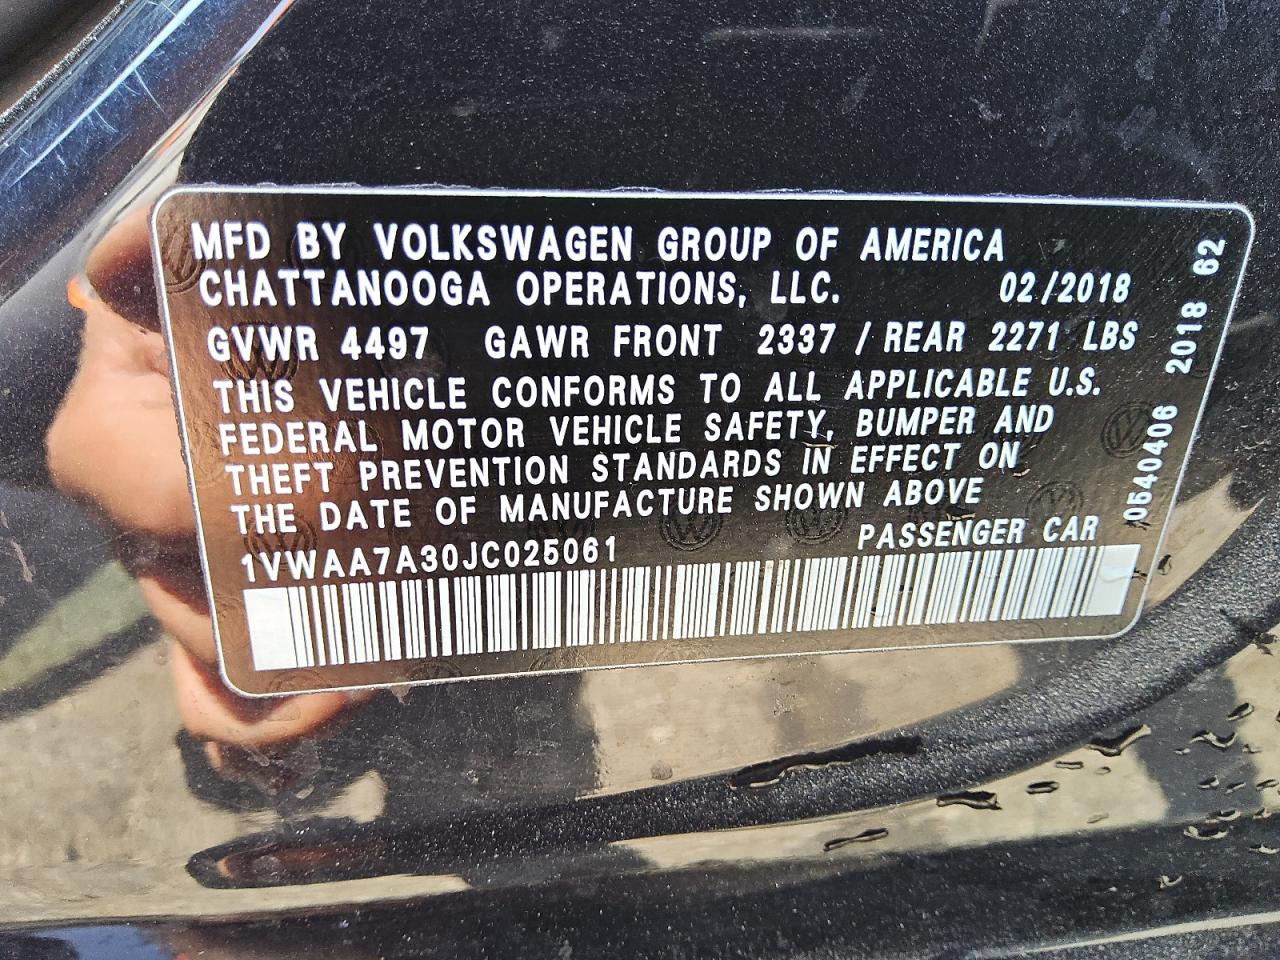 MFD BY VOLKSWAGEN GROUP OF AMERICA
CHATTANOOGA OPERATIONS, LLC. 02/2018
GVWR 4497 GAWR FRONT 2337 / REAR 2271 LBS
THIS VEHICLE CONFORMS TO ALL APPLICABLE U.S.
FEDERAL MOTOR VEHICLE SAFETY, BUMPER AND
THEFT PREVENTION STANDARDS IN EFFECT ON
THE DATE OF MANUFACTURE SHOWN ABOVE
PASSENGER CAR
1VWAA7A30JC025061
0640406 2018 62